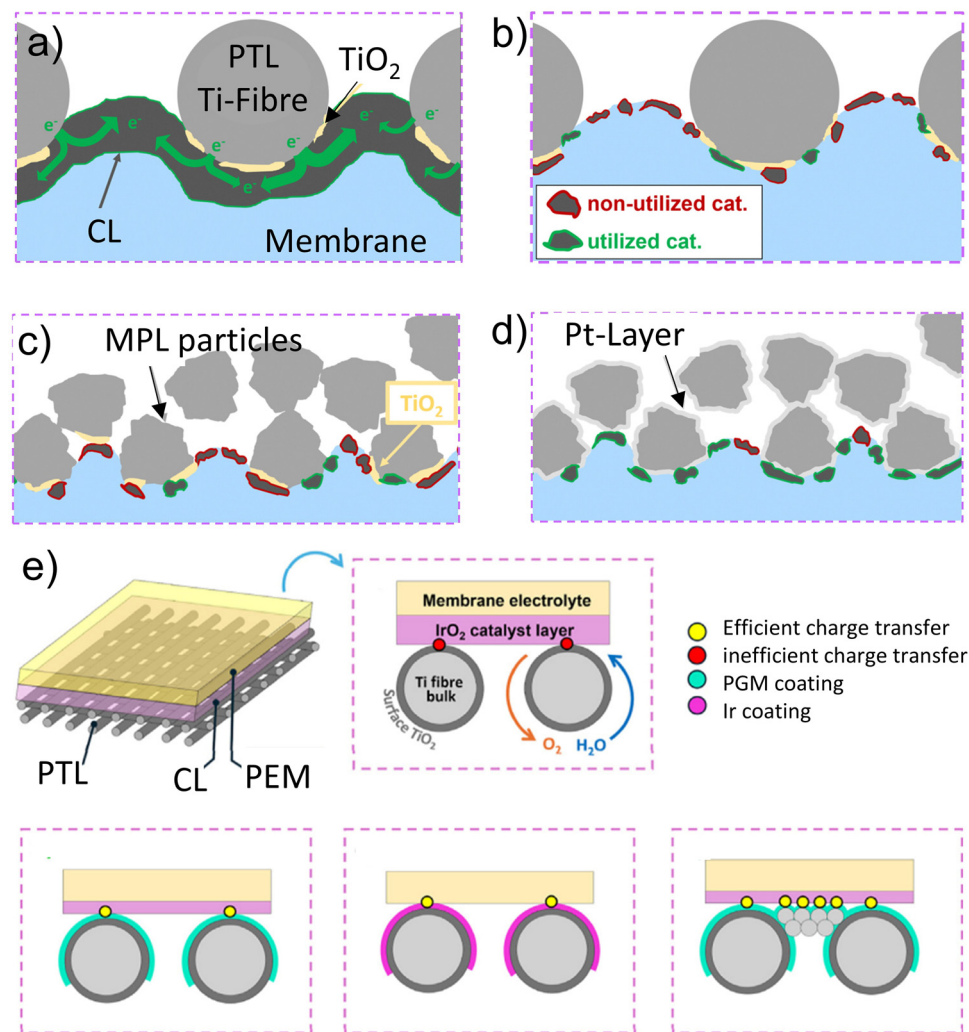 a)
PTL
Ti-Fibre
TiO₂
e⁻
e⁻
e⁻
e⁻
e⁻
e⁻
e⁻
CL
Membrane
b)
non-utilized cat.
utilized cat.
c)
MPL particles
TiO₂
d)
Pt-Layer
e)
PTL
CL
PEM
Membrane electrolyte
IrO₂ catalyst layer
Ti fibre
bulk
Surface TiO₂
O₂
H₂O
Efficient charge transfer
inefficient charge transfer
PGM coating
Ir coating